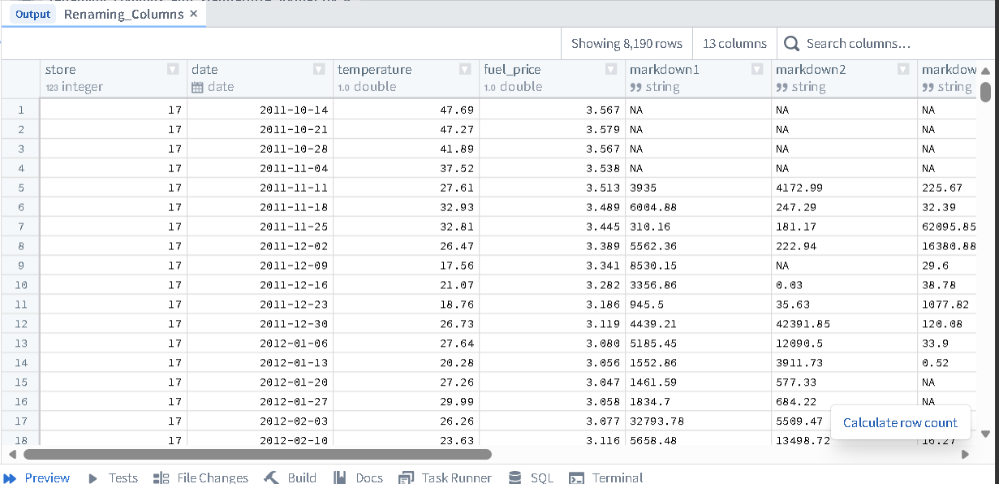 Output Renaming_Columns ×
Showing 8,190 rows 13 columns Search columns...
store date temperature fuel_price markdown1 markdown2 markdow
123 integer date 1.0 double 1.0 double string string string
1 17 2011-10-14 47.69 3.567 NA NA NA
2 17 2011-10-21 47.27 3.579 NA NA NA
3 17 2011-10-28 41.89 3.567 NA NA NA
4 17 2011-11-04 37.52 3.538 NA NA NA
5 17 2011-11-11 27.61 3.513 3935 4172.99 225.67
6 17 2011-11-18 32.93 3.489 6004.88 247.29 32.39
7 17 2011-11-25 32.81 3.445 310.16 181.17 62095.85
8 17 2011-12-02 26.47 3.389 5562.36 222.94 16380.88
9 17 2011-12-09 17.56 3.341 8530.15 NA 29.6
10 17 2011-12-16 21.07 3.282 3356.86 0.03 38.78
11 17 2011-12-23 18.76 3.186 945.5 35.63 1077.82
12 17 2011-12-30 26.73 3.119 4439.21 42391.85 120.08
13 17 2012-01-06 27.64 3.080 5185.45 12090.5 33.9
14 17 2012-01-13 20.28 3.056 1552.86 3911.73 0.52
15 17 2012-01-20 27.26 3.047 1461.59 577.33 NA
16 17 2012-01-27 29.99 3.058 1834.7 684.22 NA
17 17 2012-02-03 26.26 3.077 32793.78 5509.47
Calculate row count
18 17 2012-02-10 23.63 3.116 5658.48 13498.72 16.27
Preview Tests File Changes Build Docs Task Runner SQL Terminal